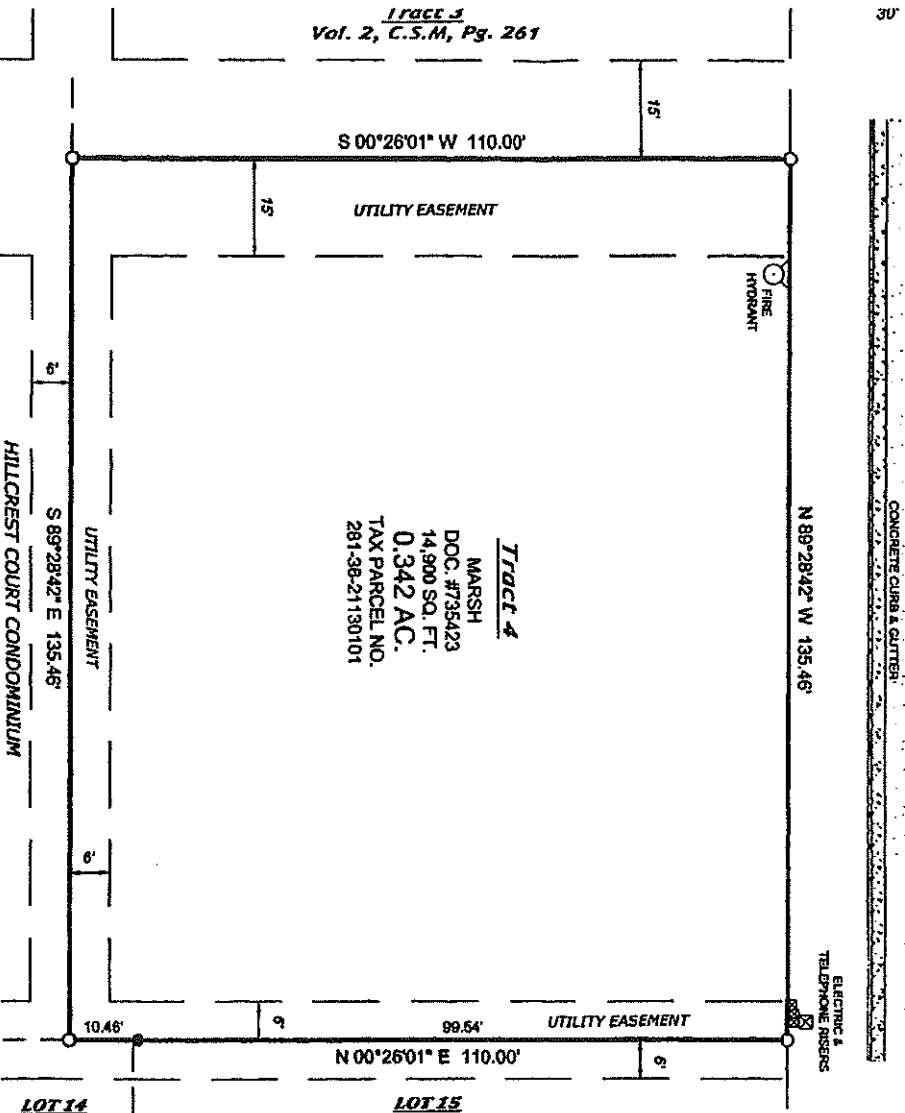 Tract 3
Vol. 2, C.S.M, Pg. 261
30'
15'
S 00°26'01" W 110.00'
15'
UTILITY EASEMENT
FIRE
HYDRANT
CONCRETE CURB & GUTTER
N 89°28'42" W 135.46'
Tract 4
MARSH
DOC. #735423
14,900 SQ. FT.
0.342 AC.
TAX PARCEL NO.
281-36-21130101
6'
UTILITY EASEMENT
S 89°28'42" E 135.46'
HILLCREST COURT CONDOMINIUM
6'
ELECTRIC &
TELEPHONE RISERS
10.46'
6'
99.54'
UTILITY EASEMENT
N 00°26'01" E 110.00'
6'
LOT 14
LOT 15